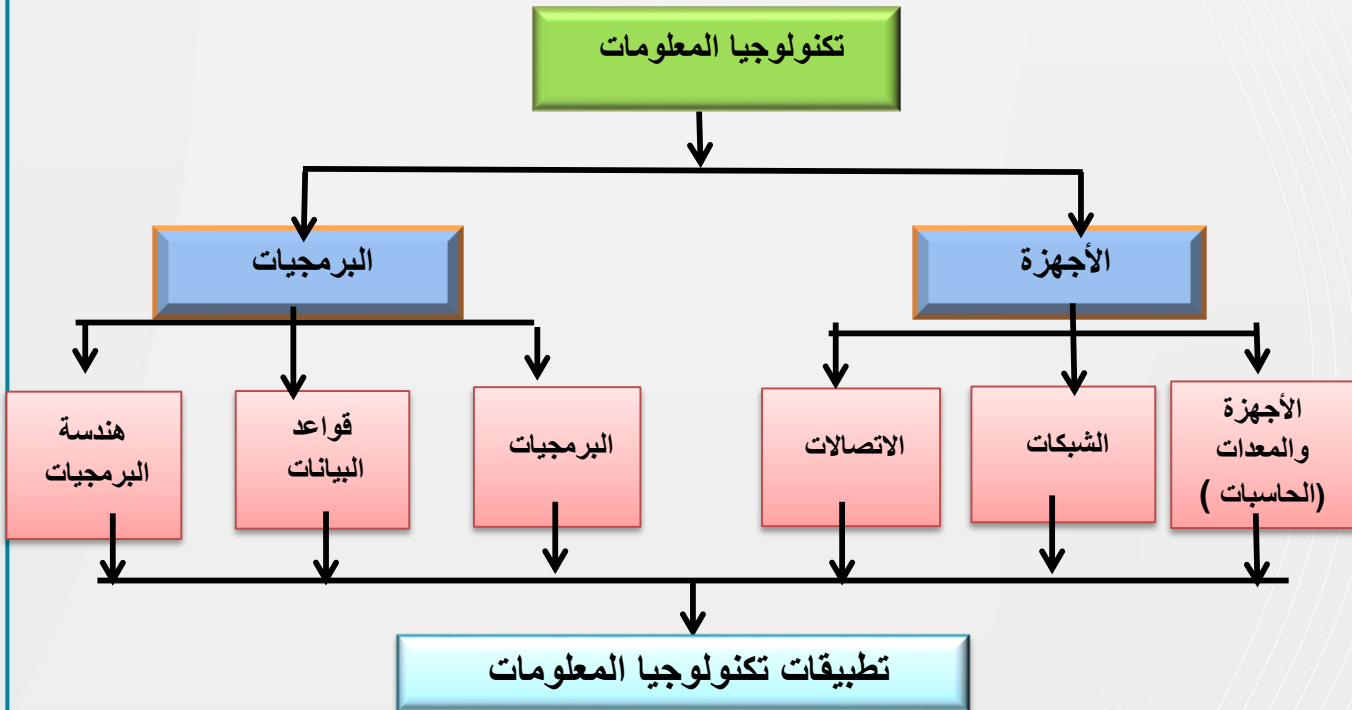 تكنولوجيا المعلومات
الأجهزة
البرمجيات
الأجهزة
والمعدات
(الحاسبات )
الشبكات
الاتصالات
البرمجيات
قواعد
البيانات
هندسة
البرمجيات
تطبيقات تكنولوجيا المعلومات